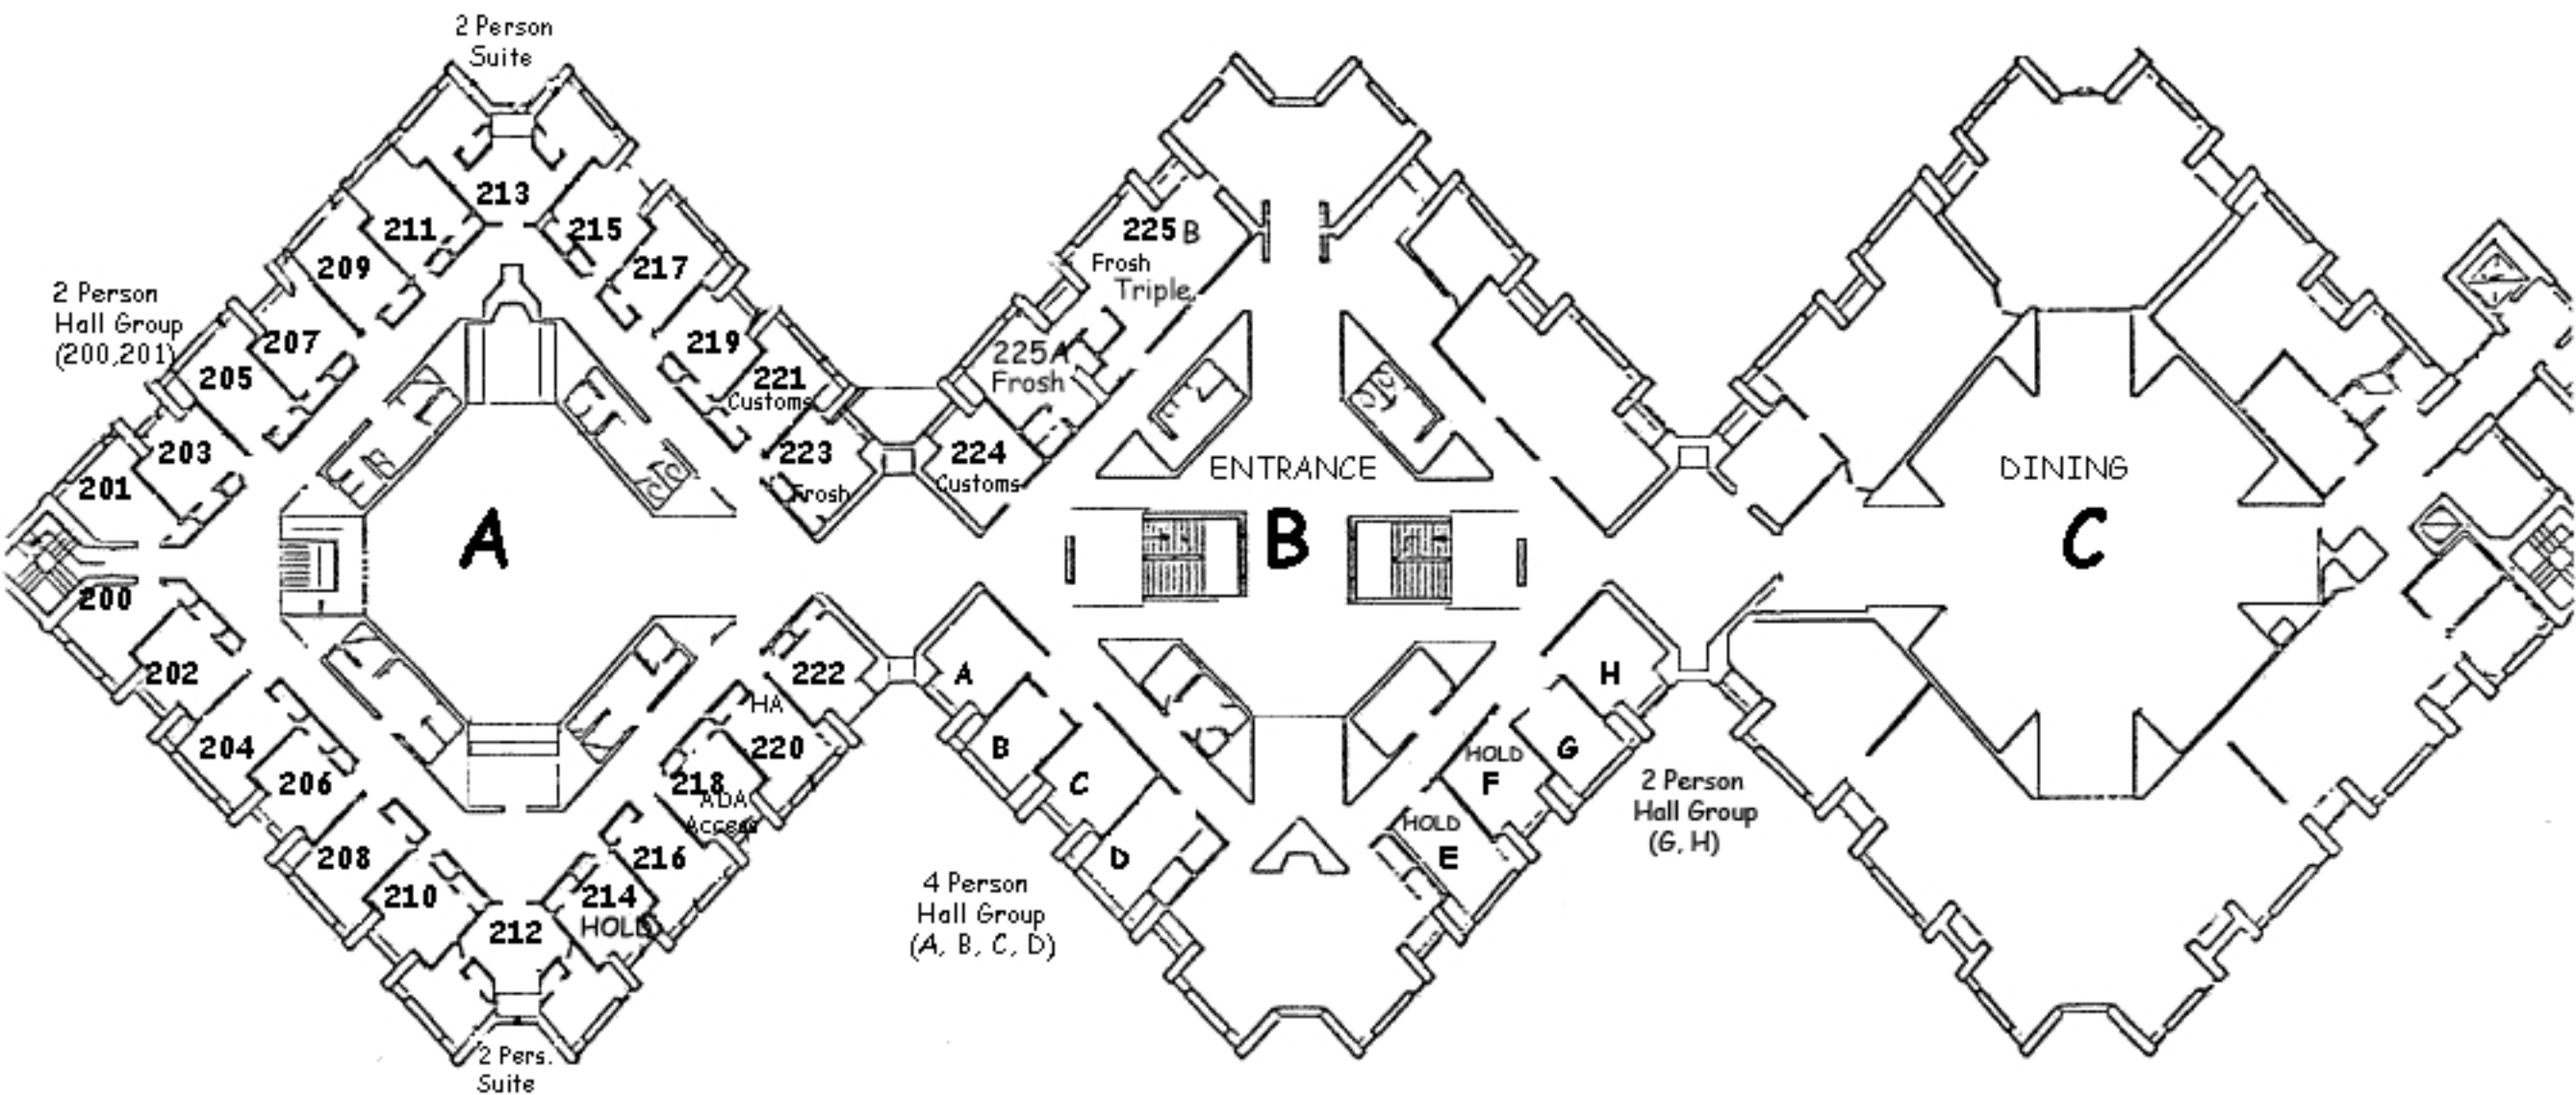 2 Person
Suite
213
211
215
225 B
209
217
Frosh
Triple
2 Person
Hall Group
(200,201)
207
219
225A
Frosh
205
221
Customs
203
223
Frosh
224
Customs
ENTRANCE
DINING
201
A
B
C
200
202
222
A
H
HA
204
220
B
HOLD
G
206
218
ADA
Access
C
F
2 Person
Hall Group
(G, H)
HOLD
208
216
D
E
210
214
HOLD
4 Person
Hall Group
(A, B, C, D)
212
2 Pers.
Suite